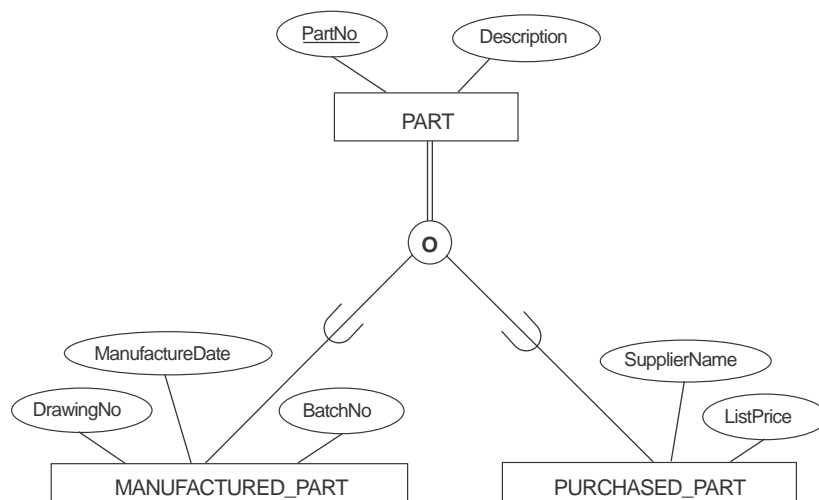 PartNo
Description
PART
O
ManufactureDate
SupplierName
DrawingNo
BatchNo
ListPrice
MANUFACTURED_PART
PURCHASED_PART